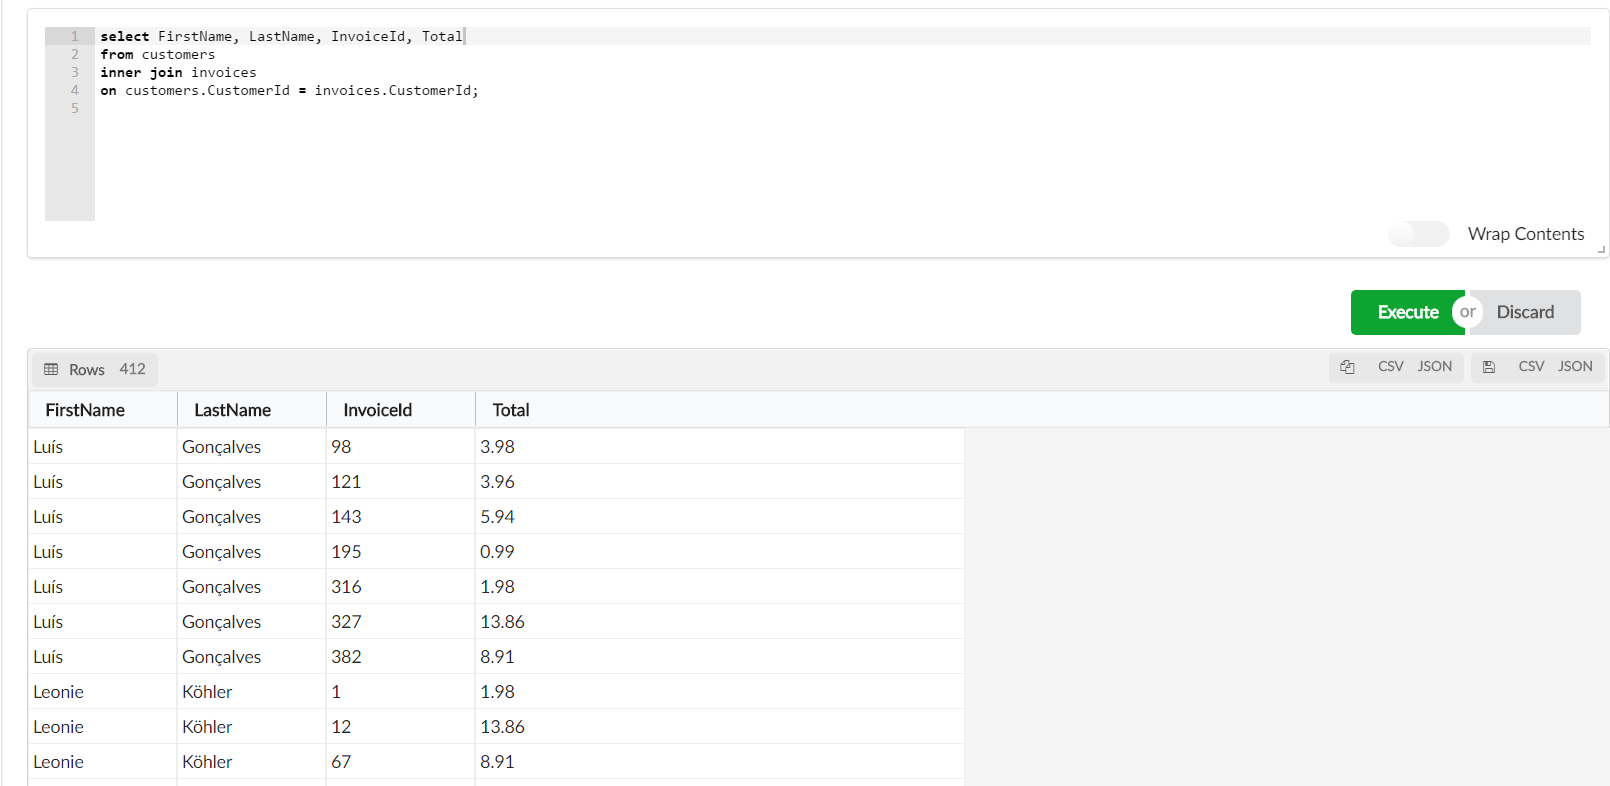 1 select FirstName, LastName, InvoiceId, Total
2 from customers
3 inner join invoices
4 on customers.CustomerId = invoices.CustomerId;
5
Wrap Contents
Execute or Discard
Rows 412 CSV JSON CSV JSON
FirstName LastName InvoiceId Total
Luís Gonçalves 98 3.98
Luís Gonçalves 121 3.96
Luís Gonçalves 143 5.94
Luís Gonçalves 195 0.99
Luís Gonçalves 316 1.98
Luís Gonçalves 327 13.86
Luís Gonçalves 382 8.91
Leonie Köhler 1 1.98
Leonie Köhler 12 13.86
Leonie Köhler 67 8.91